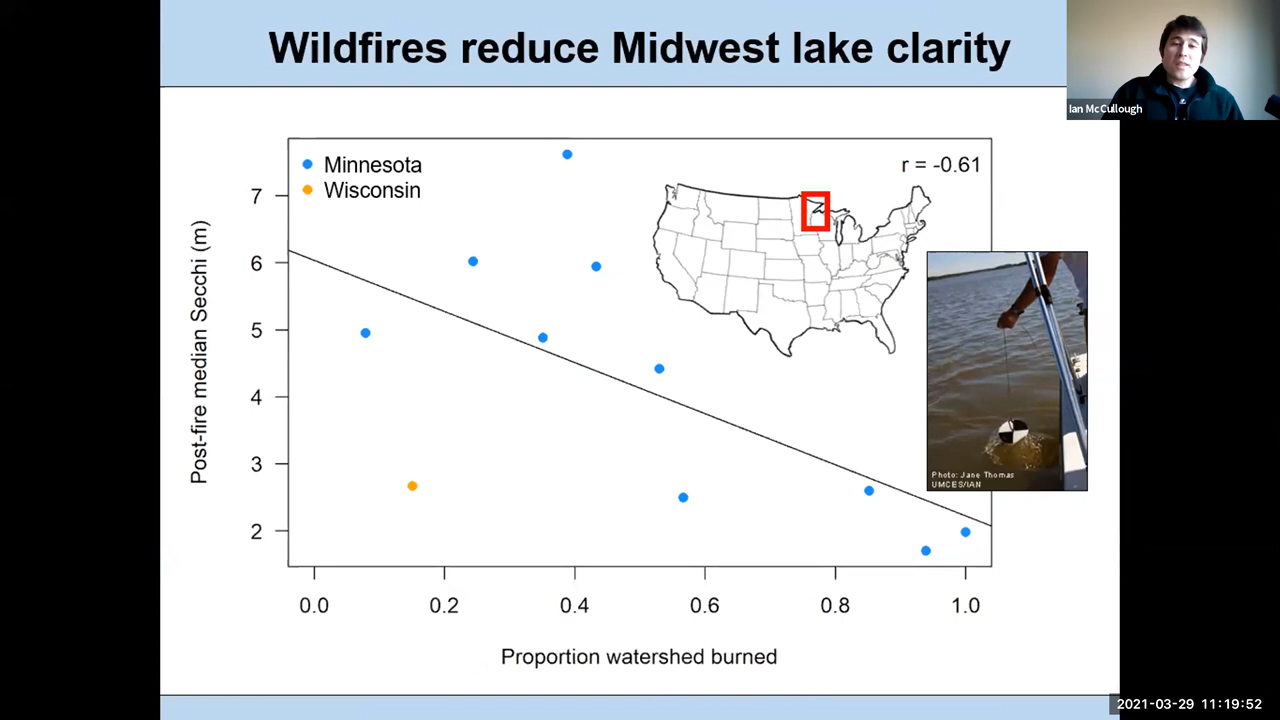 Wildfires reduce Midwest lake clarity
Ian McCullough
Minnesota
Wisconsin
r = -0.61
7
6
5
4
3
2
Post-fire median Secchi (m)
0.0 0.2 0.4 0.6 0.8 1.0
Proportion watershed burned
Photo: Jane Thomas
UMCES/IAN
2021-03-29 11:19:52